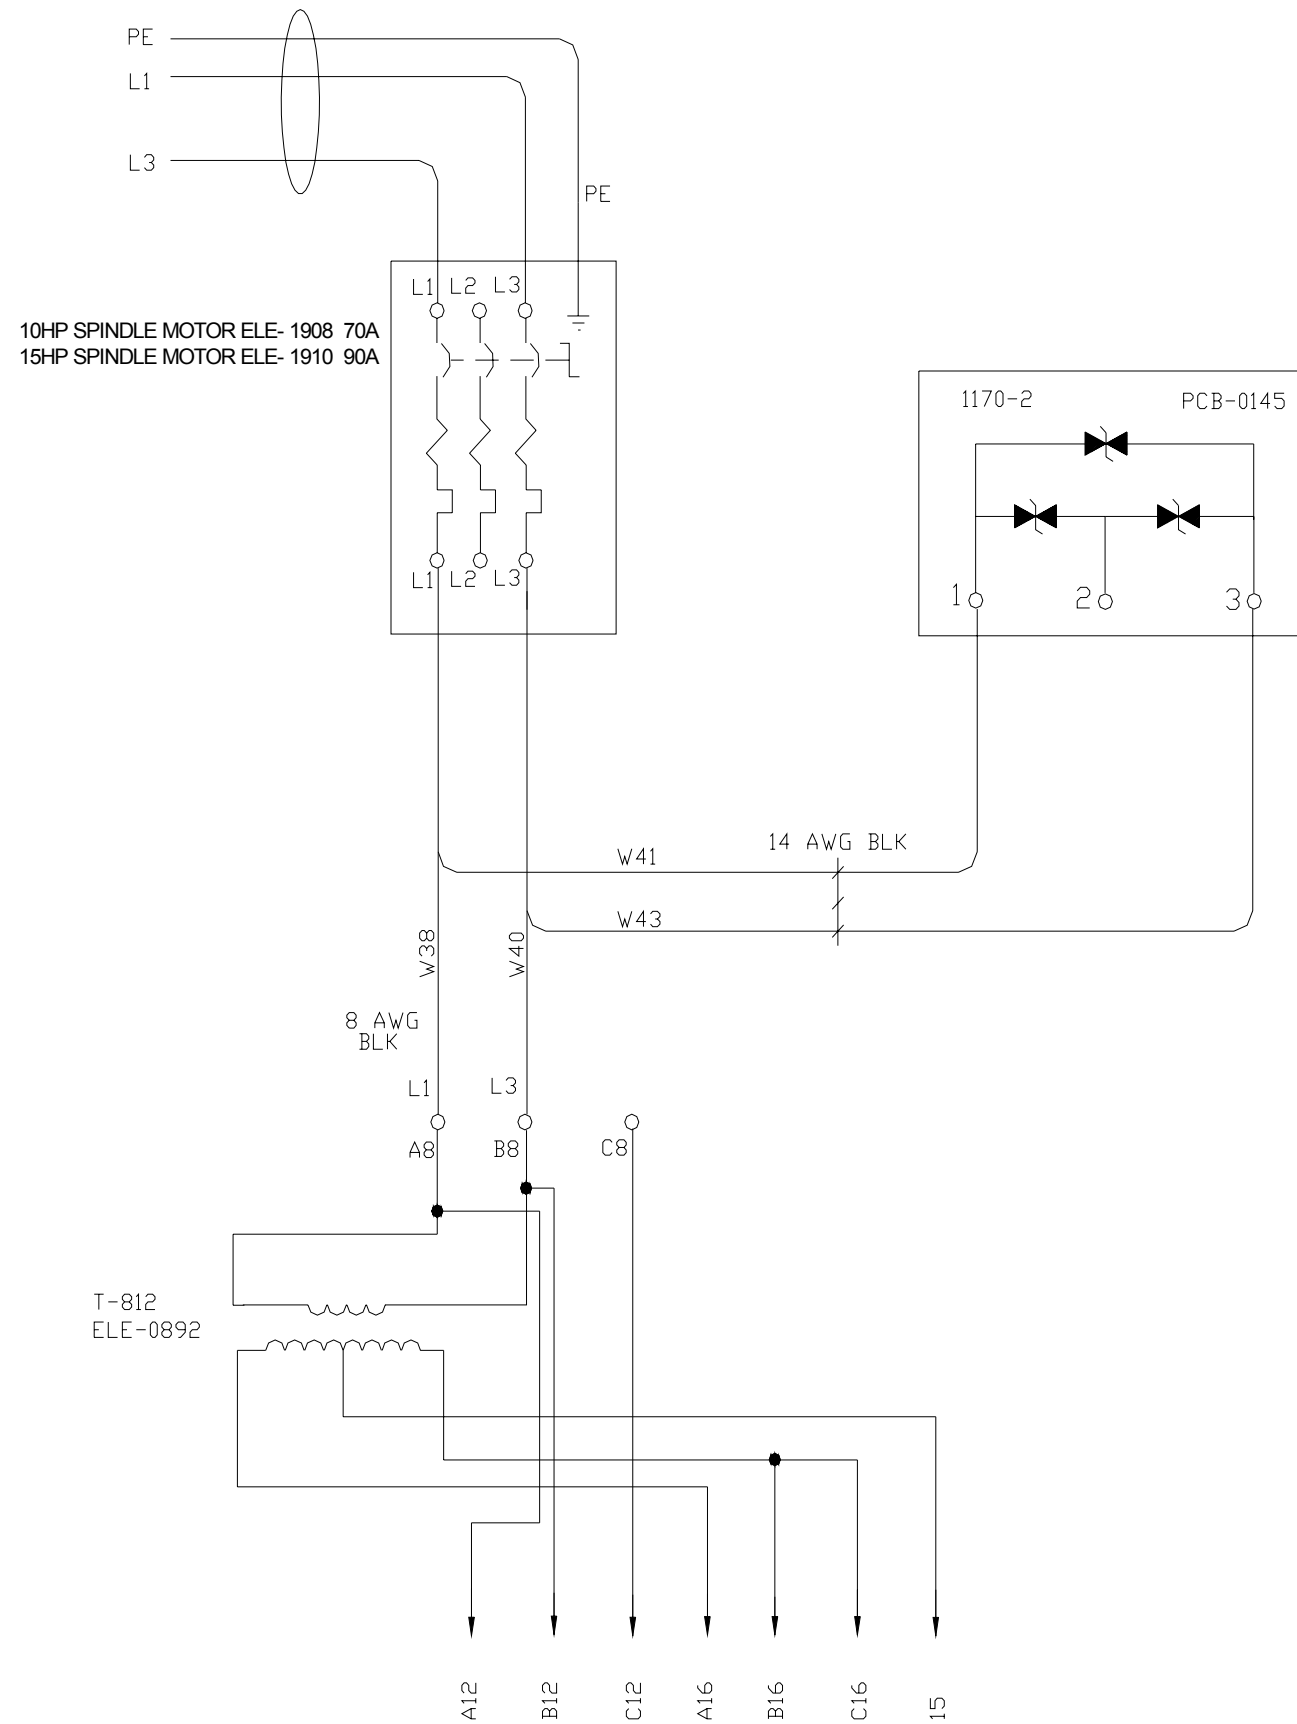 PE
L1
L3
PE
L1 L2 L3
10HP SPINDLE MOTOR ELE- 1908 70A
15HP SPINDLE MOTOR ELE- 1910 90A
1170-2 PCB-0145
L1 L2 L3
1 2 3
14 AWG BLK
W41
W43
W38 W40
8 AWG
BLK
L1 L3
A8 B8 C8
T-812
ELE-0892
A12 B12 C12 A16 B16 C16 15